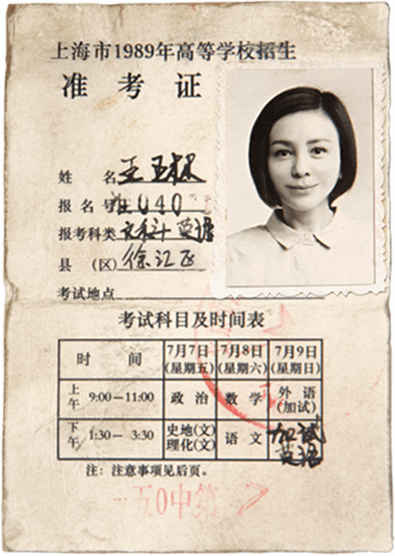 上海市1989年高等学校招生
准考证
姓名 王
报名号 040
报考科类 文科 英语
县(区) 徐汇区
考试地点
考试科目及时间表
时间 7月7日(星期五) 7月8日(星期六) 7月9日(星期日)
上午 9:00—11:00 政治 数学 外语(加试)
下午 1:30—3:30 史地(文)理化(文) 语文 加试英语
注：注意事项见后页。
一五0中第